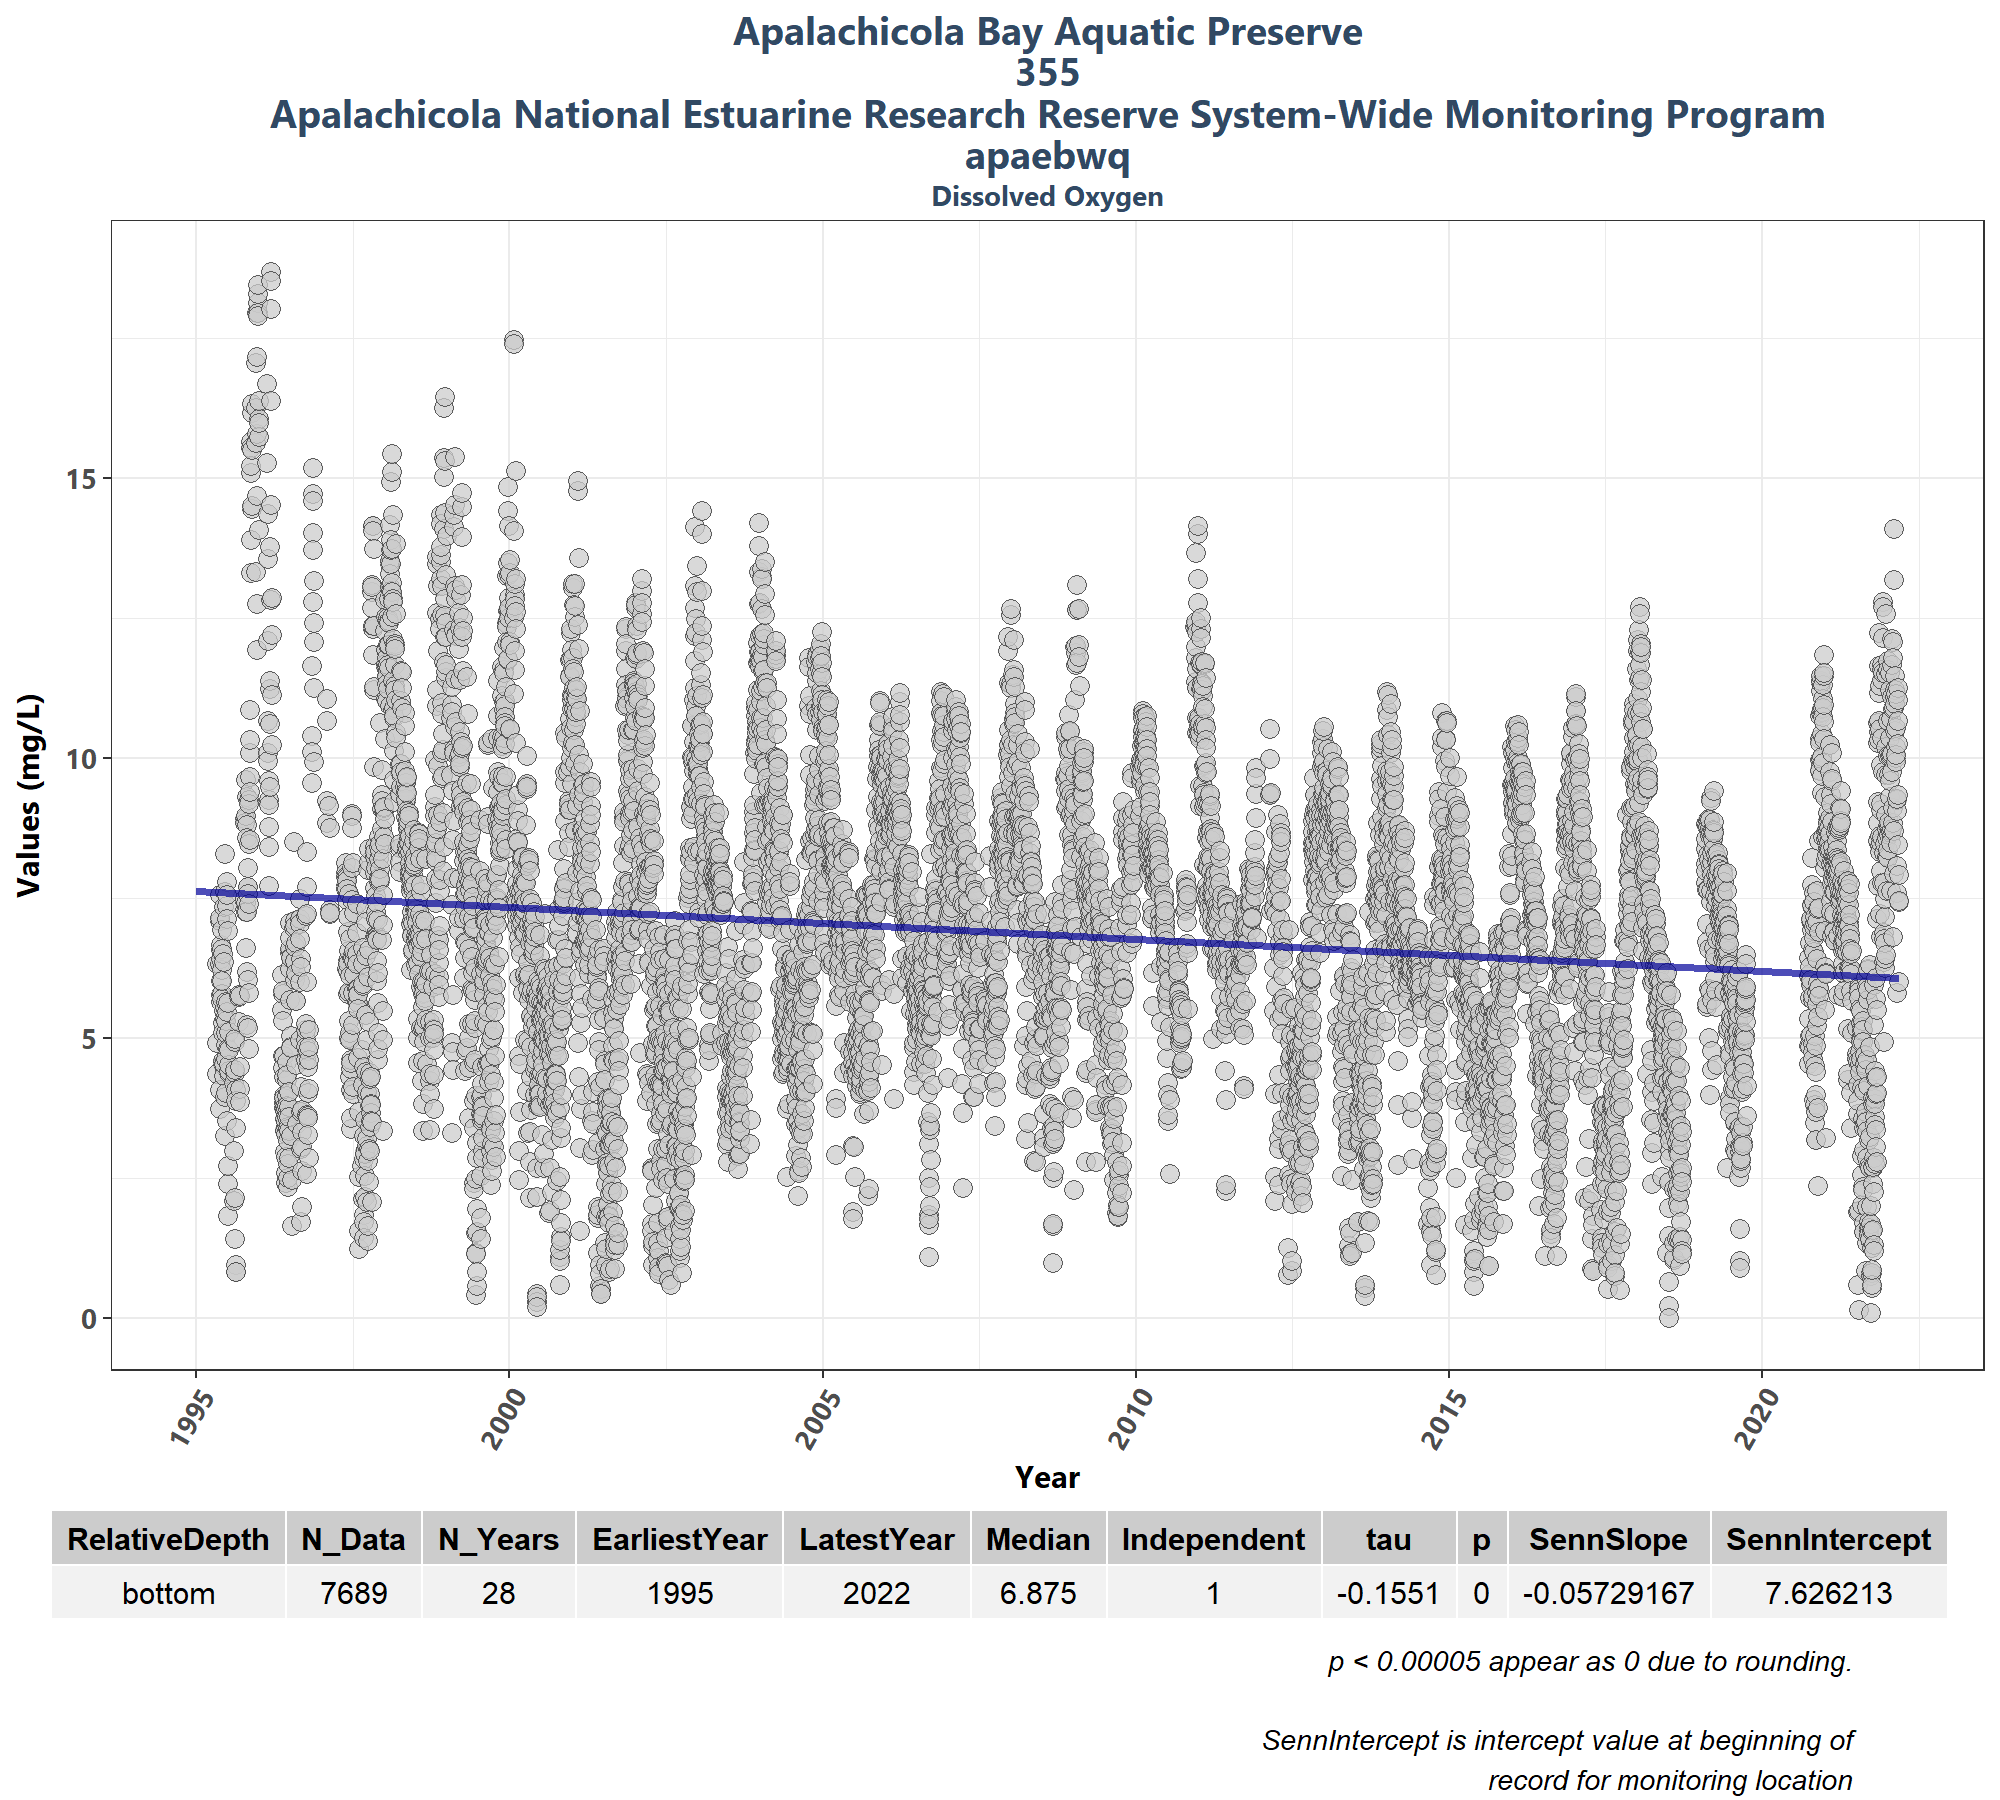 Apalachicola Bay Aquatic Preserve
355
Apalachicola National Estuarine Research Reserve System-Wide Monitoring Program
apaebwq
Dissolved Oxygen
Values (mg/L)
15
10
5
0
1995 2000 2005 2010 2015 2020
Year
RelativeDepth N_Data N_Years EarliestYear LatestYear Median Independent tau p SennSlope SennIntercept
bottom 7689 28 1995 2022 6.875 1 -0.1551 0 -0.05729167 7.626213
p < 0.00005 appear as 0 due to rounding.
SennIntercept is intercept value at beginning of
record for monitoring location